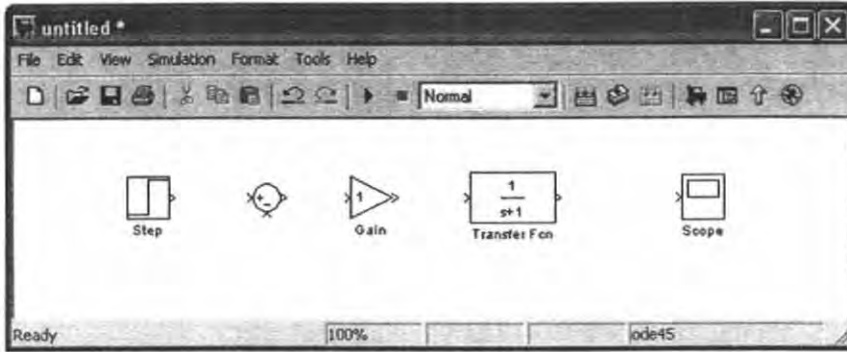 untitled *
File Edit View Simulation Format Tools Help
Normal
+
-
1
1
s+1
Step
Gain
Transfer Fcn
Scope
Ready 100% ode45